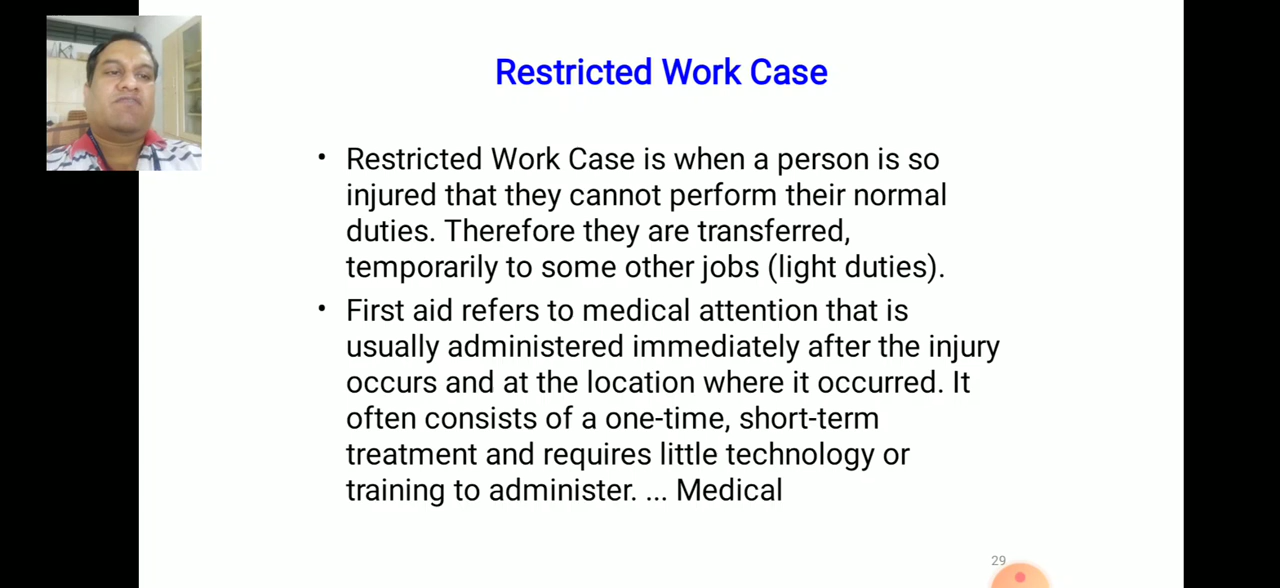 Restricted Work Case
• Restricted Work Case is when a person is so
injured that they cannot perform their normal
duties. Therefore they are transferred,
temporarily to some other jobs (light duties).
• First aid refers to medical attention that is
usually administered immediately after the injury
occurs and at the location where it occurred. It
often consists of a one-time, short-term
treatment and requires little technology or
training to administer. ... Medical
29